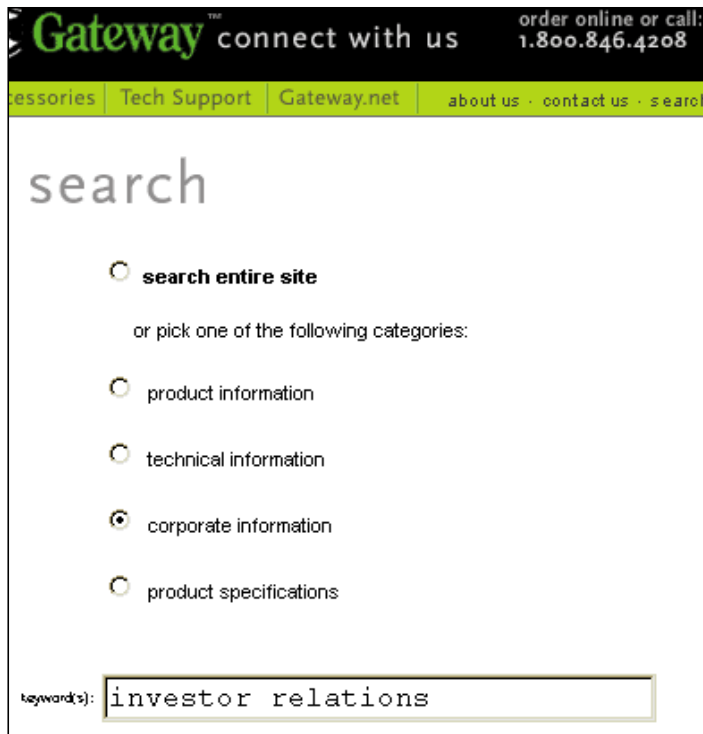 Gateway™ connect with us
order online or call:
1.800.846.4208
cessories Tech Support Gateway.net about us · contact us · search
search
search entire site
or pick one of the following categories:
product information
technical information
corporate information
product specifications
keyword(s): investor relations